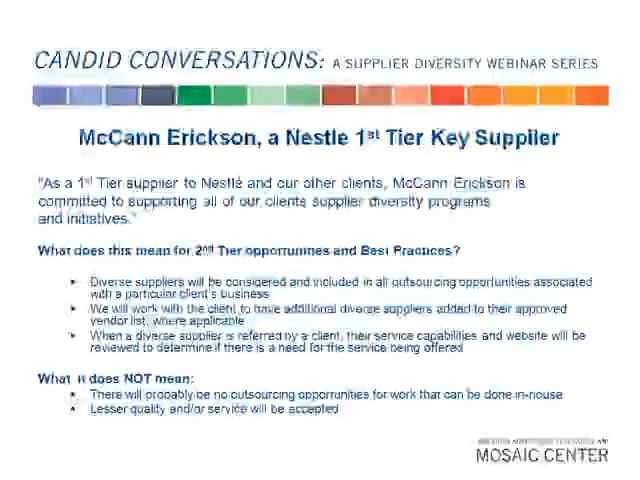 CANDID CONVERSATIONS: A SUPPLIER DIVERSITY WEBINAR SERIES
McCann Erickson, a Nestle 1st Tier Key Supplier
"As a 1st Tier supplier to Nestlé and our other clients, McCann Erickson is
committed to supporting all of our clients supplier diversity programs
and initiatives."
What does this mean for 2nd Tier opportunities and Best Practices?
• Diverse suppliers will be considered and included in all outsourcing opportunities associated
with a particular client's business
• We will work with the client to have additional diverse suppliers added to their approved
vendor list, where applicable
• When a diverse supplier is referred by a client, their service capabilities and website will be
reviewed to determine if there is a need for the service being offered
What it does NOT mean:
• There will probably be no outsourcing opportunities for work that can be done in-house
• Lesser quality and/or service will be accepted
MOSAIC CENTER